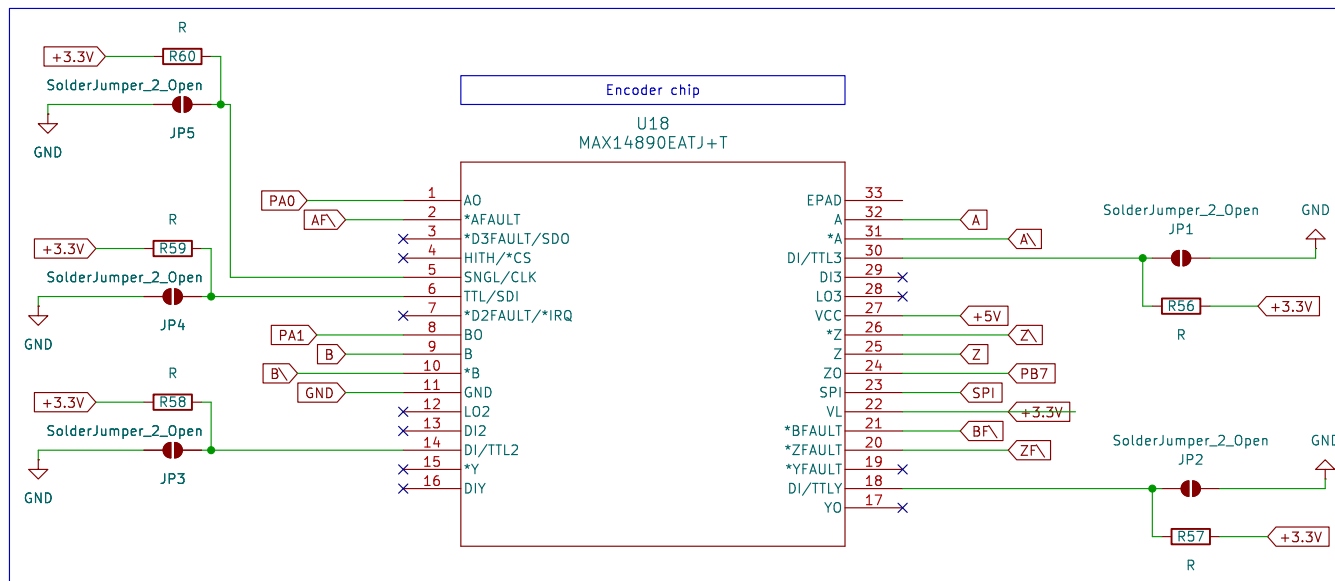 R
+3.3V
R60
SolderJumper_2_Open
JP5
GND
R
+3.3V
R59
SolderJumper_2_Open
JP4
GND
R
+3.3V
R58
SolderJumper_2_Open
JP3
GND
Encoder chip
U18
MAX14890EATJ+T
PA0
1
AO
AF\
2
*AFAULT
3
*D3FAULT/SDO
4
HITH/*CS
5
SNGL/CLK
6
TTL/SDI
7
*D2FAULT/*IRQ
PA1
8
BO
B
9
B
B\
10
*B
GND
11
GND
12
LO2
13
DI2
14
DI/TTL2
15
*Y
16
DIY
EPAD
33
A
32
A
*A
31
A\
DI/TTL3
30
DI3
29
LO3
28
VCC
27
+5V
*Z
26
Z\
Z
25
Z
ZO
24
PB7
SPI
23
SPI
VL
22
+3.3V
*BFAULT
21
BF\
*ZFAULT
20
ZF\
*YFAULT
19
DI/TTLY
18
YO
17
SolderJumper_2_Open
JP1
GND
R56
+3.3V
R
SolderJumper_2_Open
JP2
GND
R57
+3.3V
R